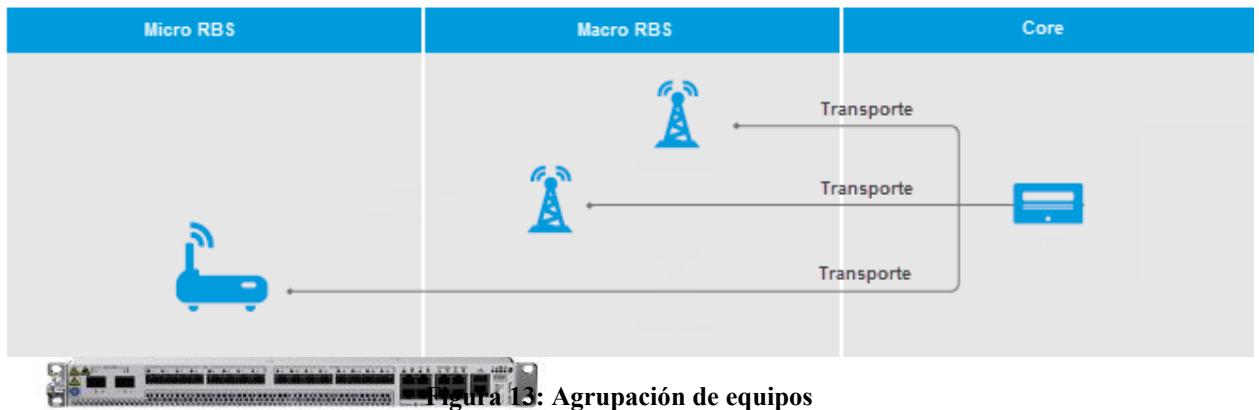 Micro RBS
Macro RBS
Core
Transporte
Transporte
Transporte
Figura 13: Agrupación de equipos